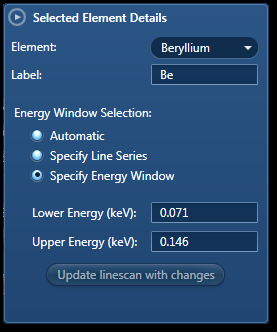 Selected Element Details
Element: Beryllium
Label: Be
Energy Window Selection:
Automatic
Specify Line Series
Specify Energy Window
Lower Energy (keV): 0.071
Upper Energy (keV): 0.146
Update linescan with changes